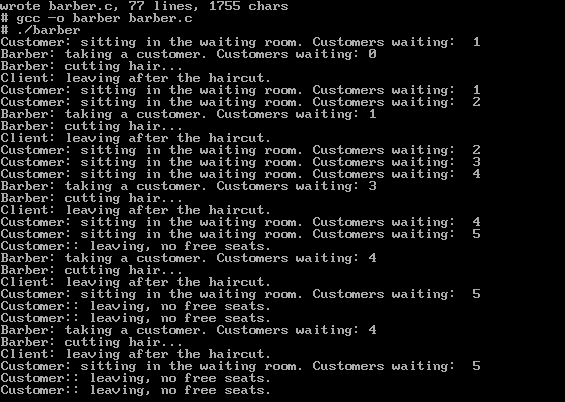 wrote barber.c, 77 lines, 1755 chars
# gcc -o barber barber.c
# ./barber
Customer: sitting in the waiting room. Customers waiting:  1
Barber: taking a customer. Customers waiting: 0
Barber: cutting hair...
Client: leaving after the haircut.
Customer: sitting in the waiting room. Customers waiting:  1
Customer: sitting in the waiting room. Customers waiting:  2
Barber: taking a customer. Customers waiting: 1
Barber: cutting hair...
Client: leaving after the haircut.
Customer: sitting in the waiting room. Customers waiting:  2
Customer: sitting in the waiting room. Customers waiting:  3
Customer: sitting in the waiting room. Customers waiting:  4
Barber: taking a customer. Customers waiting: 3
Barber: cutting hair...
Client: leaving after the haircut.
Customer: sitting in the waiting room. Customers waiting:  4
Customer: sitting in the waiting room. Customers waiting:  5
Customer:: leaving, no free seats.
Barber: taking a customer. Customers waiting: 4
Barber: cutting hair...
Client: leaving after the haircut.
Customer: sitting in the waiting room. Customers waiting:  5
Customer:: leaving, no free seats.
Customer:: leaving, no free seats.
Barber: taking a customer. Customers waiting: 4
Barber: cutting hair...
Client: leaving after the haircut.
Customer: sitting in the waiting room. Customers waiting:  5
Customer:: leaving, no free seats.
Customer:: leaving, no free seats.